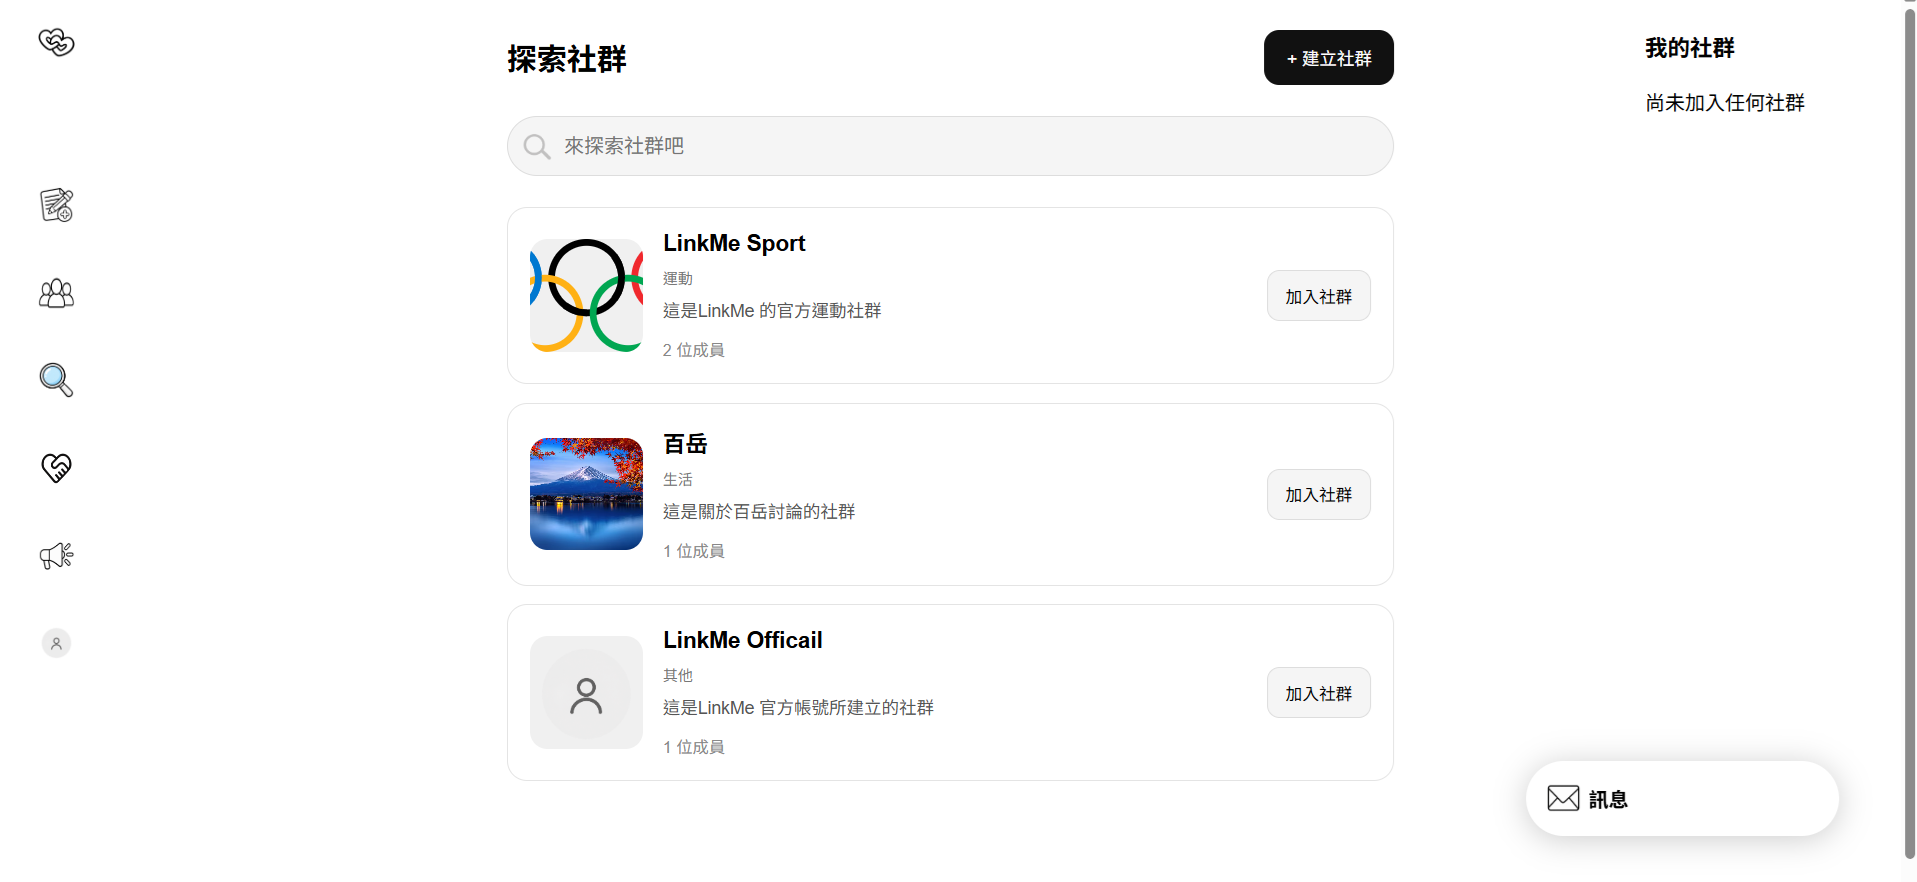 探索社群
+ 建立社群
來探索社群吧
LinkMe Sport
運動
這是LinkMe 的官方運動社群
2 位成員
加入社群
百岳
生活
這是關於百岳討論的社群
1 位成員
加入社群
LinkMe Officail
其他
這是LinkMe 官方帳號所建立的社群
1 位成員
加入社群
我的社群
尚未加入任何社群
訊息